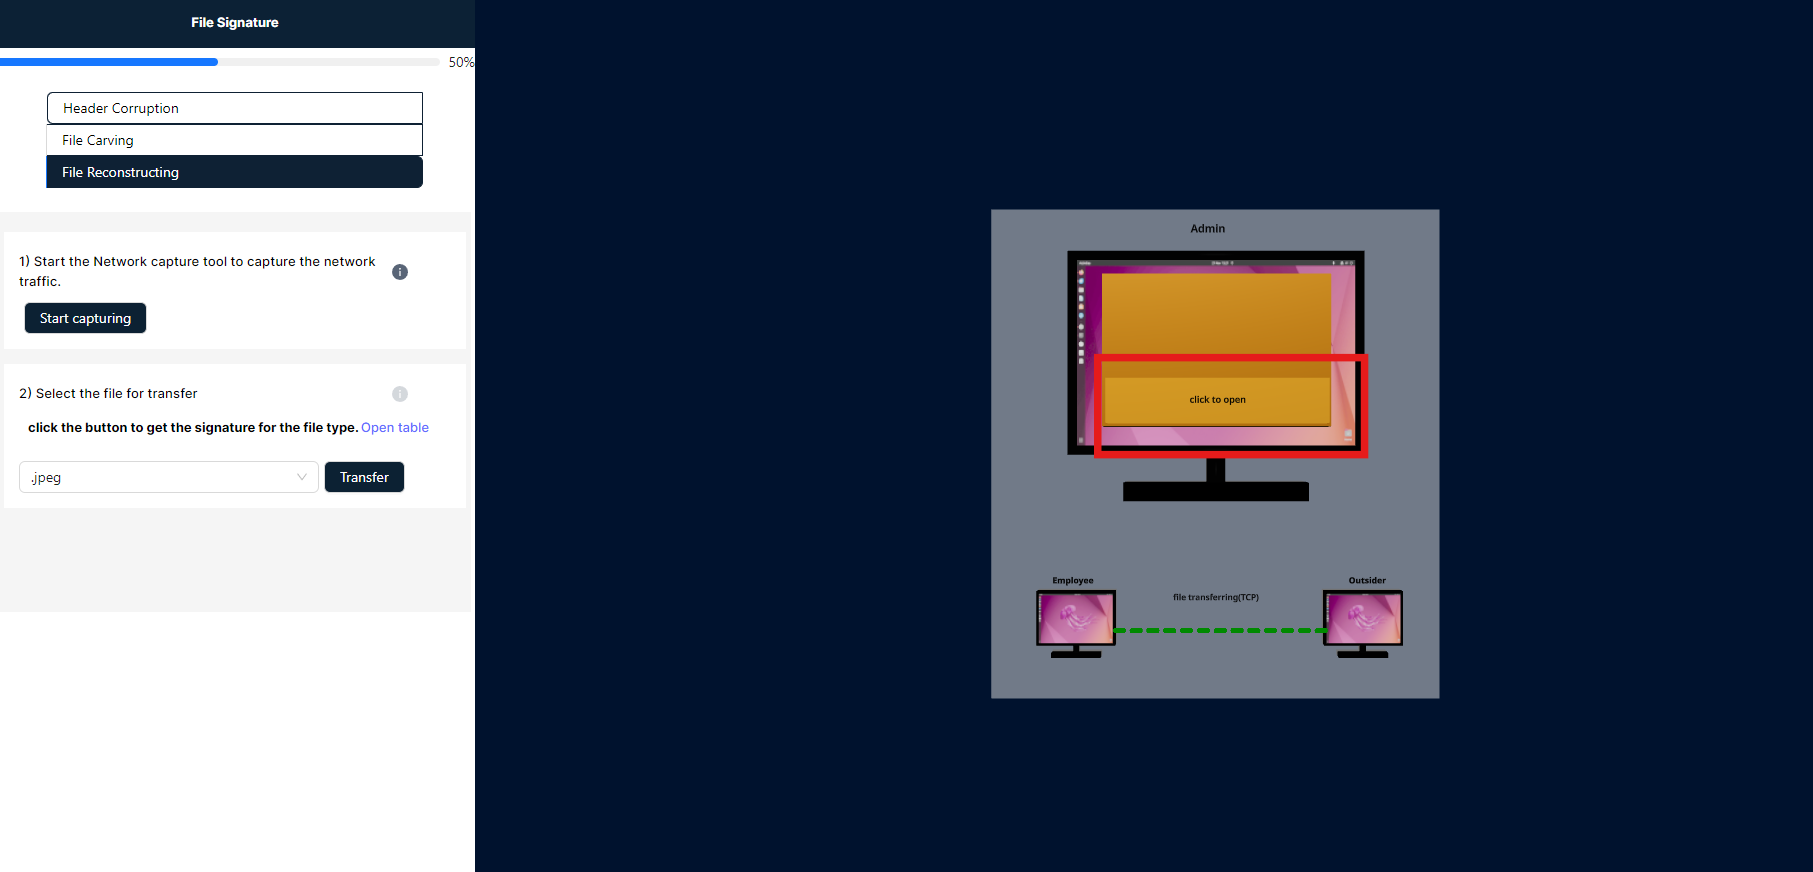 File Signature
50%
Header Corruption
File Carving
File Reconstructing
1) Start the Network capture tool to capture the network
traffic.
Start capturing
2) Select the file for transfer
click the button to get the signature for the file type. Open table
.jpeg
Transfer
Admin
click to open
Employee
Outsider
file transferring(TCP)